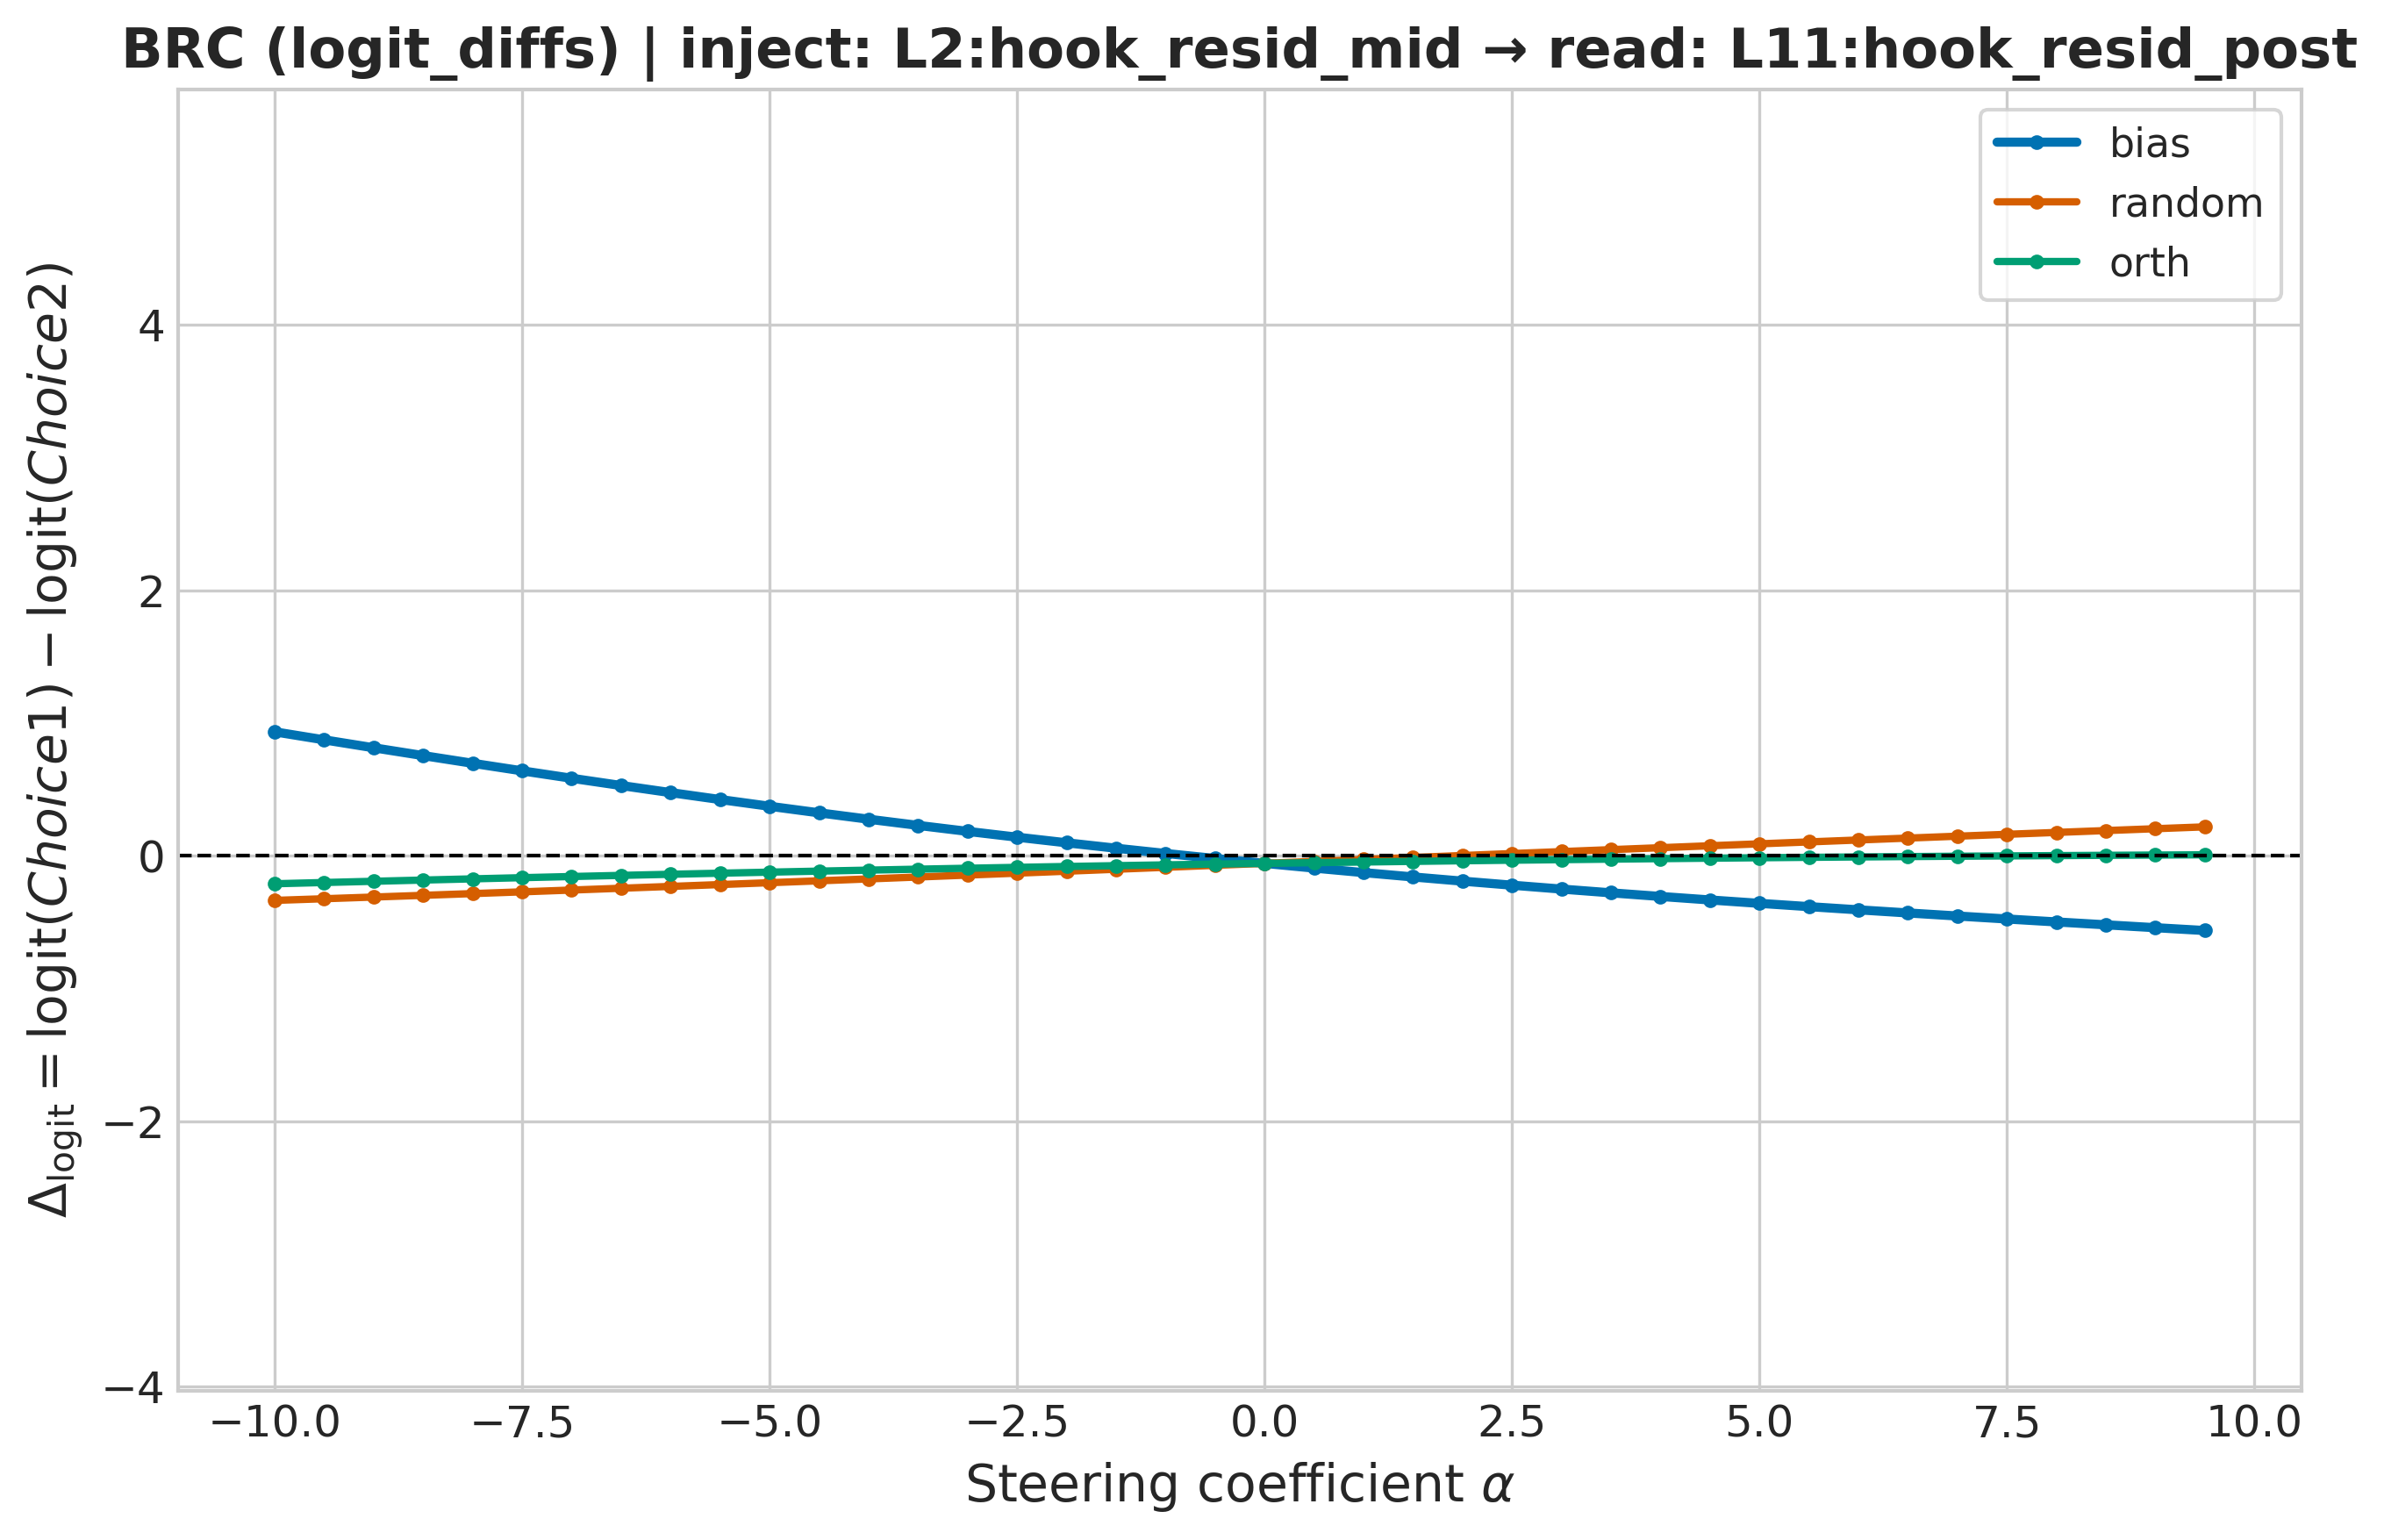 BRC (logit_diffs) | inject: L2:hook_resid_mid → read: L11:hook_resid_post
bias
random
orth
Δlogit = logit(Choice1) − logit(Choice2)
4
2
0
−2
−4
−10.0 −7.5 −5.0 −2.5 0.0 2.5 5.0 7.5 10.0
Steering coefficient α